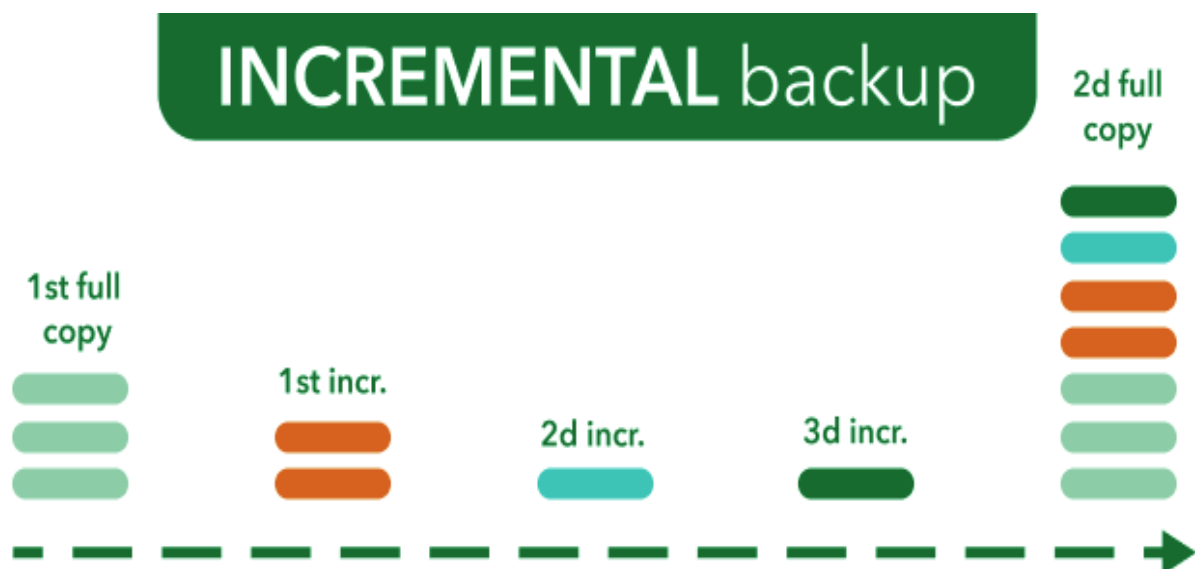 INCREMENTAL backup
2d full
copy
1st full
copy
1st incr.
2d incr.
3d incr.